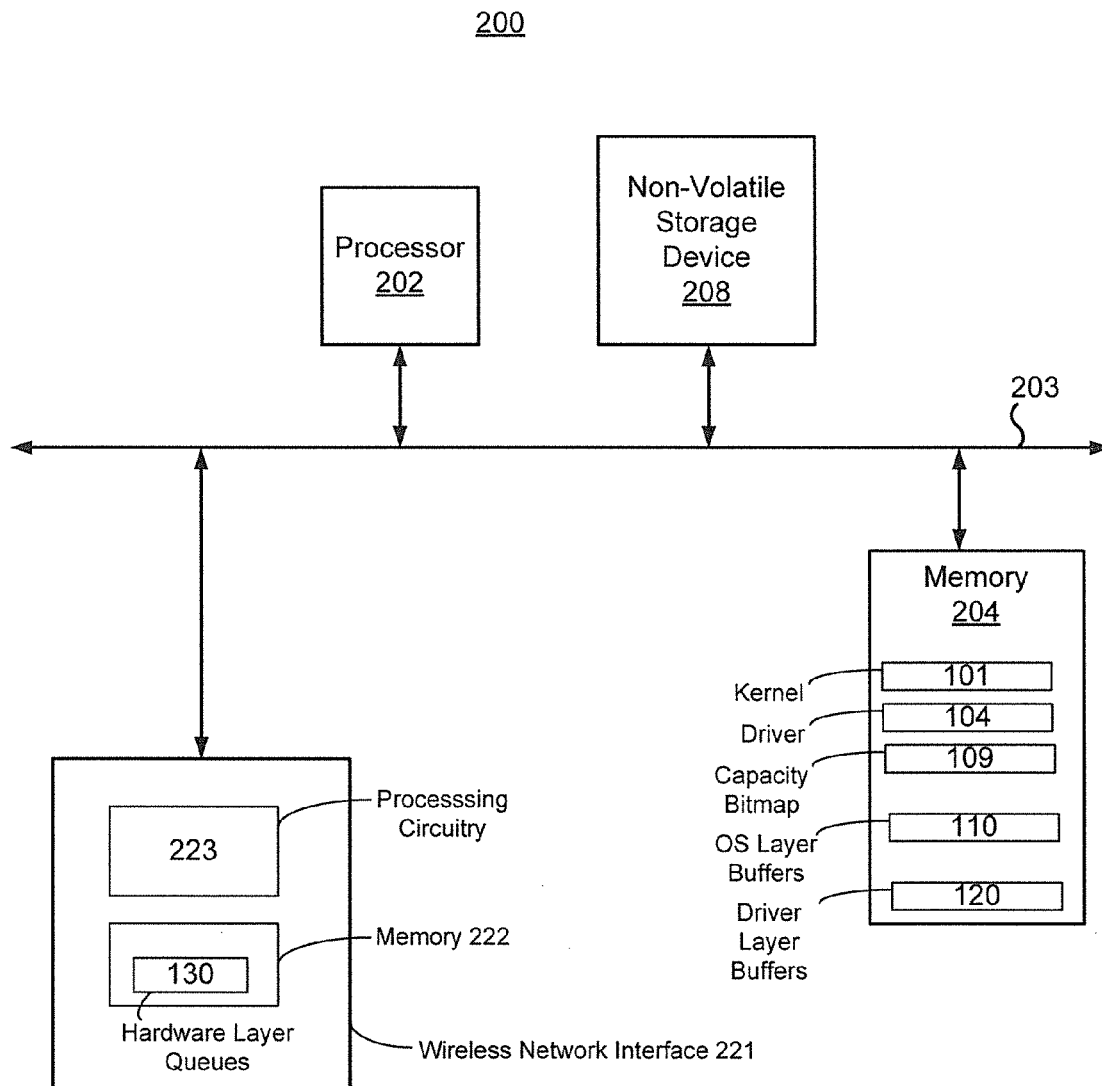 200
Non-Volatile
Storage
Device
208
Processor
202
203
Memory
204
Kernel
101
Driver
104
Capacity
Bitmap
109
OS Layer
Buffers
110
Driver
Layer
Buffers
120
Processsing
Circuitry
223
Memory 222
130
Hardware Layer
Queues
Wireless Network Interface 221